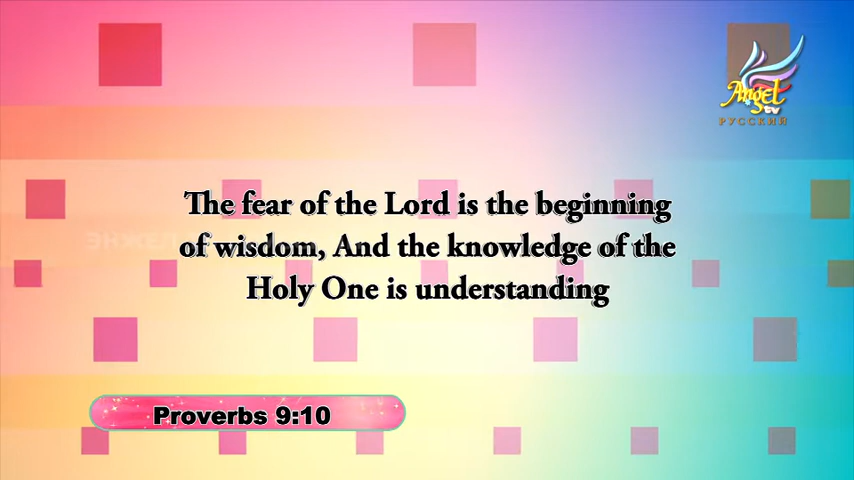 Angel
tv
РУССКИЙ
The fear of the Lord is the beginning
of wisdom, And the knowledge of the
Holy One is understanding
Proverbs 9:10